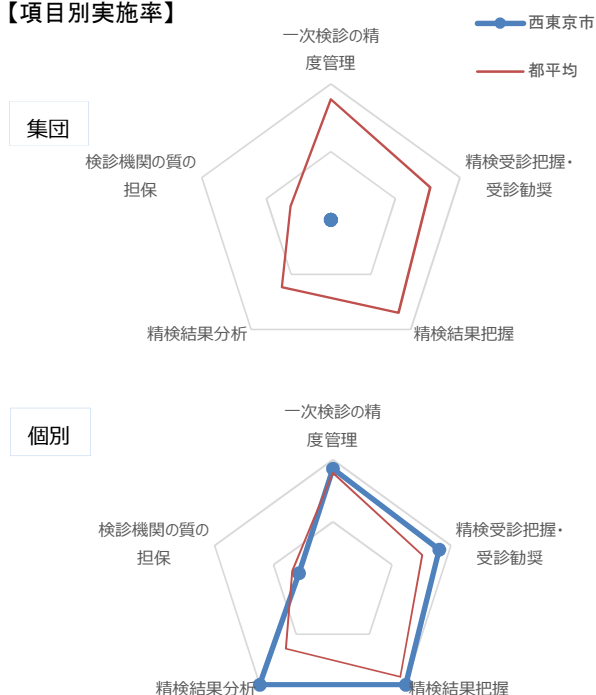 【項目別実施率】
西東京市
都平均
集団
一次検診の精
度管理
精検受診把握・
受診勧奨
精検結果把握
精検結果分析
検診機関の質の
担保
個別
一次検診の精
度管理
精検受診把握・
受診勧奨
精検結果把握
精検結果分析
検診機関の質の
担保